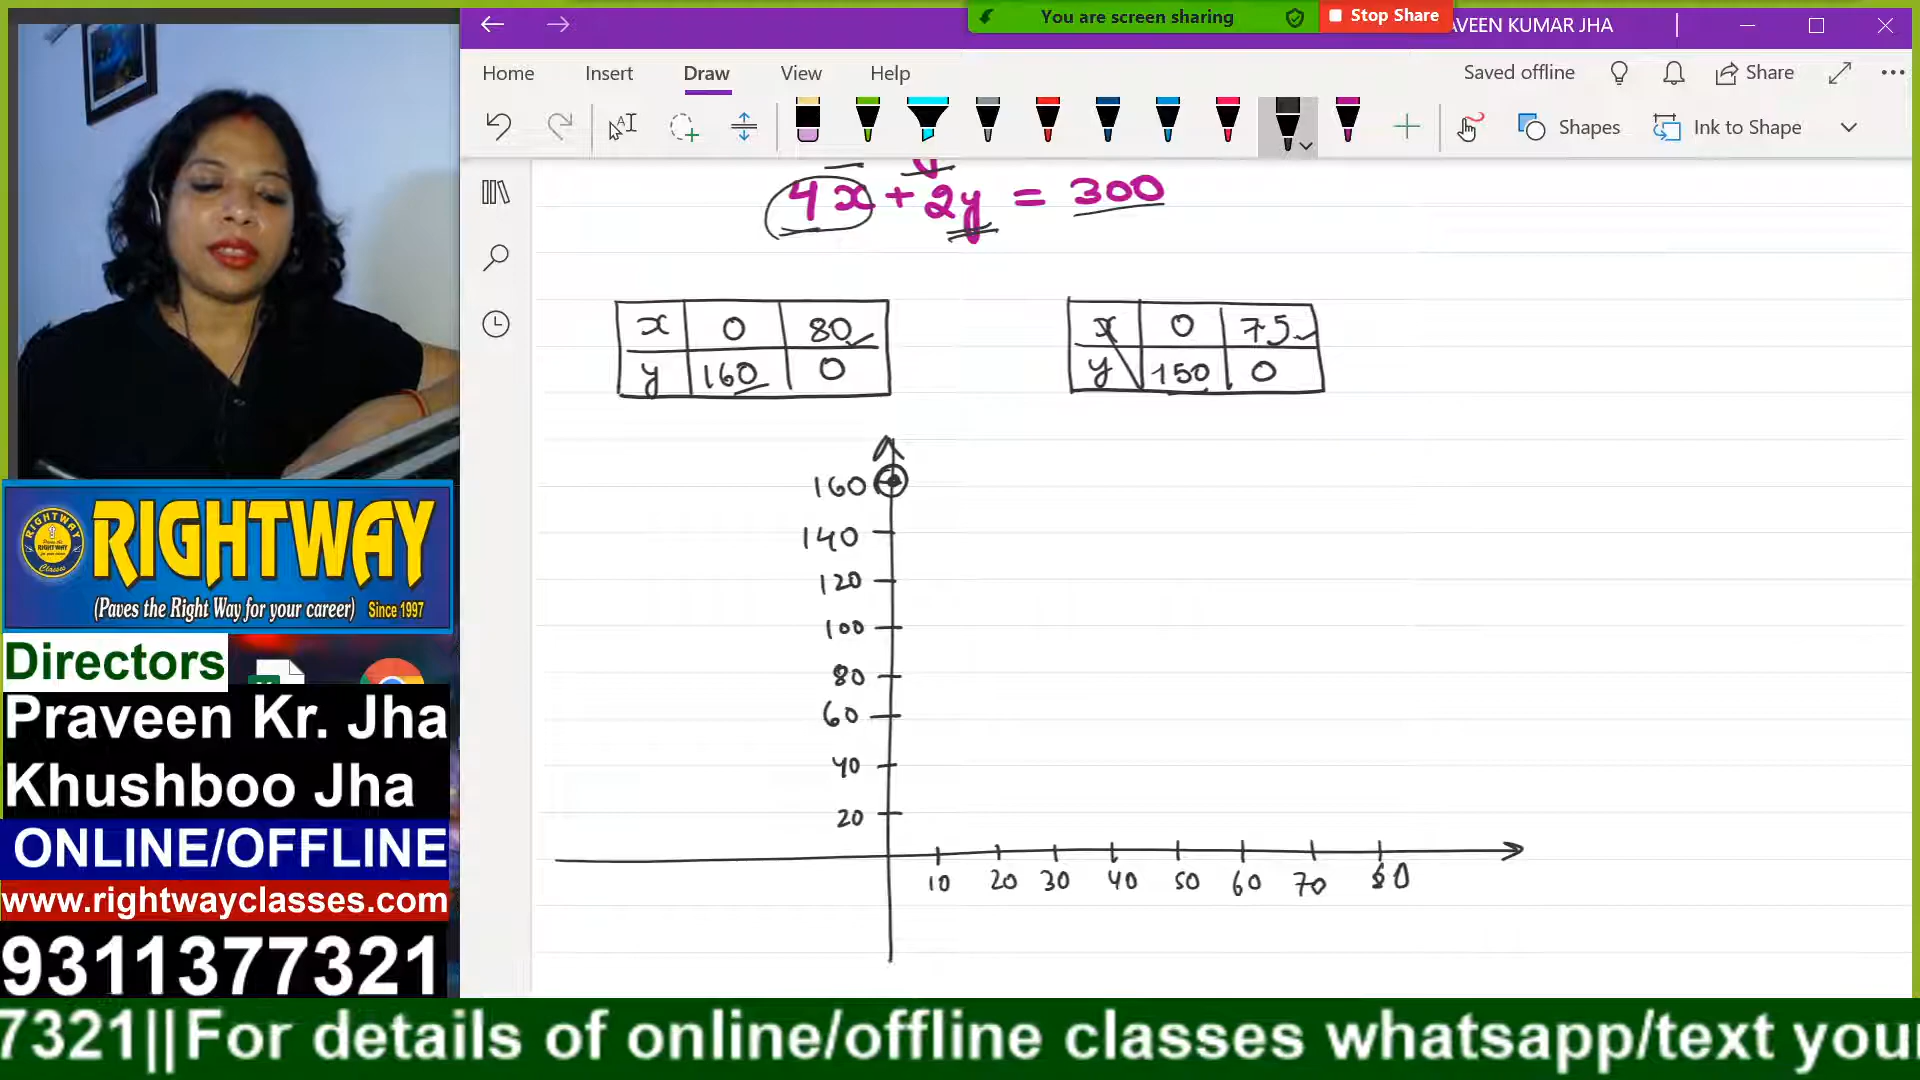 You are screen sharing
Stop Share
AVEEN KUMAR JHA
Home Insert Draw View Help
Saved offline
Share
Shapes
Ink to Shape
4x + 2y = 300
x 0 80
y 160 0
x 0 75
y 150 0
160
140
120
100
80
60
40
20
10 20 30 40 50 60 70 80
RIGHTWAY
RIGHTWAY
Classes
(Paves the Right Way for your career) Since 1997
Directors
Praveen Kr. Jha
Khushboo Jha
ONLINE/OFFLINE
www.rightwayclasses.com
9311377321
7321||For details of online/offline classes whatsapp/text your